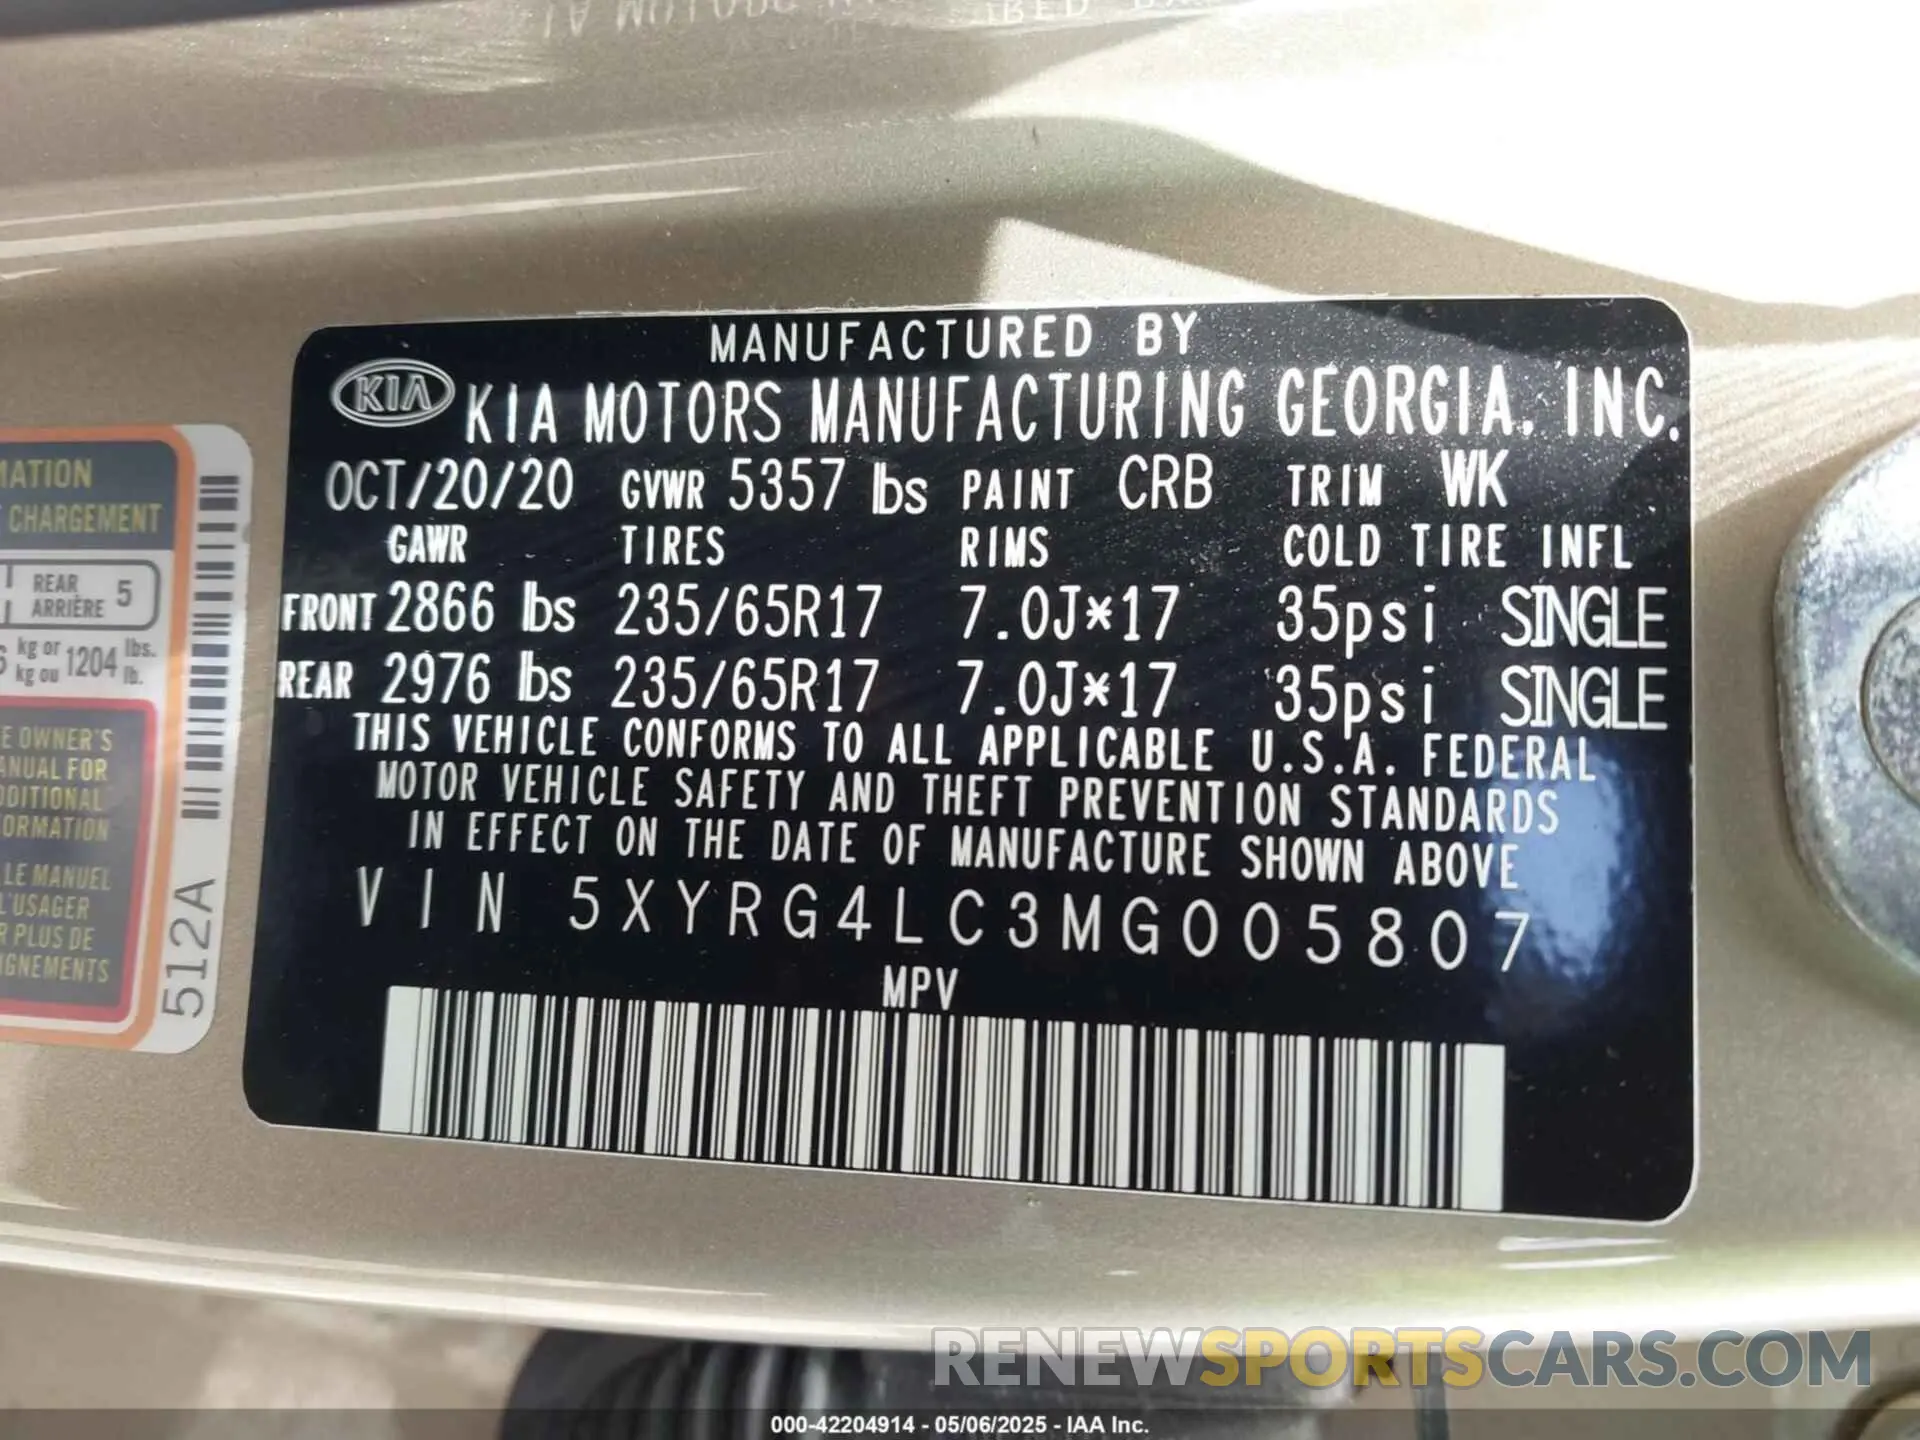 MANUFACTURED BY
KIA KIA MOTORS MANUFACTURING GEORGIA, INC.
OCT/20/20 GVWR 5357 lbs PAINT CRB TRIM WK
GAWR TIRES RIMS COLD TIRE INFL
FRONT 2866 lbs 235/65R17 7.0J*17 35psi SINGLE
REAR 2976 lbs 235/65R17 7.0J*17 35psi SINGLE
THIS VEHICLE CONFORMS TO ALL APPLICABLE U.S.A. FEDERAL
MOTOR VEHICLE SAFETY AND THEFT PREVENTION STANDARDS
IN EFFECT ON THE DATE OF MANUFACTURE SHOWN ABOVE
VIN 5XYRG4LC3MG005807
MPV
CHARGEMENT
REAR 5
ARRIÈRE
kg or 1204 lbs.
kg ou lb.
OWNER'S
FOR
LE MANUEL
L'USAGER
PLUS DE
512A
RENEWSPORTSCARS.COM
000-42204914 - 05/06/2025 - IAA Inc.